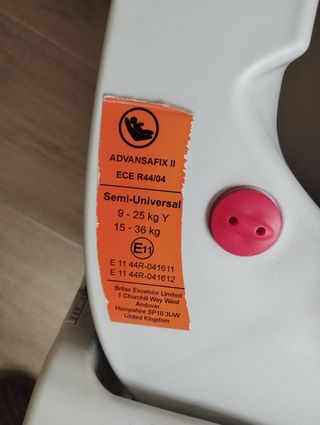 ADVANSAFIX II
ECE R44/04
Semi-Universal
9 - 25 kg Y
15 - 36 kg
E11
E 11 44R-041611
E 11 44R-041612
Britax Excelsior Limited
1 Churchill Way West
Andover
Hampshire SP10 3UW
United Kingdom